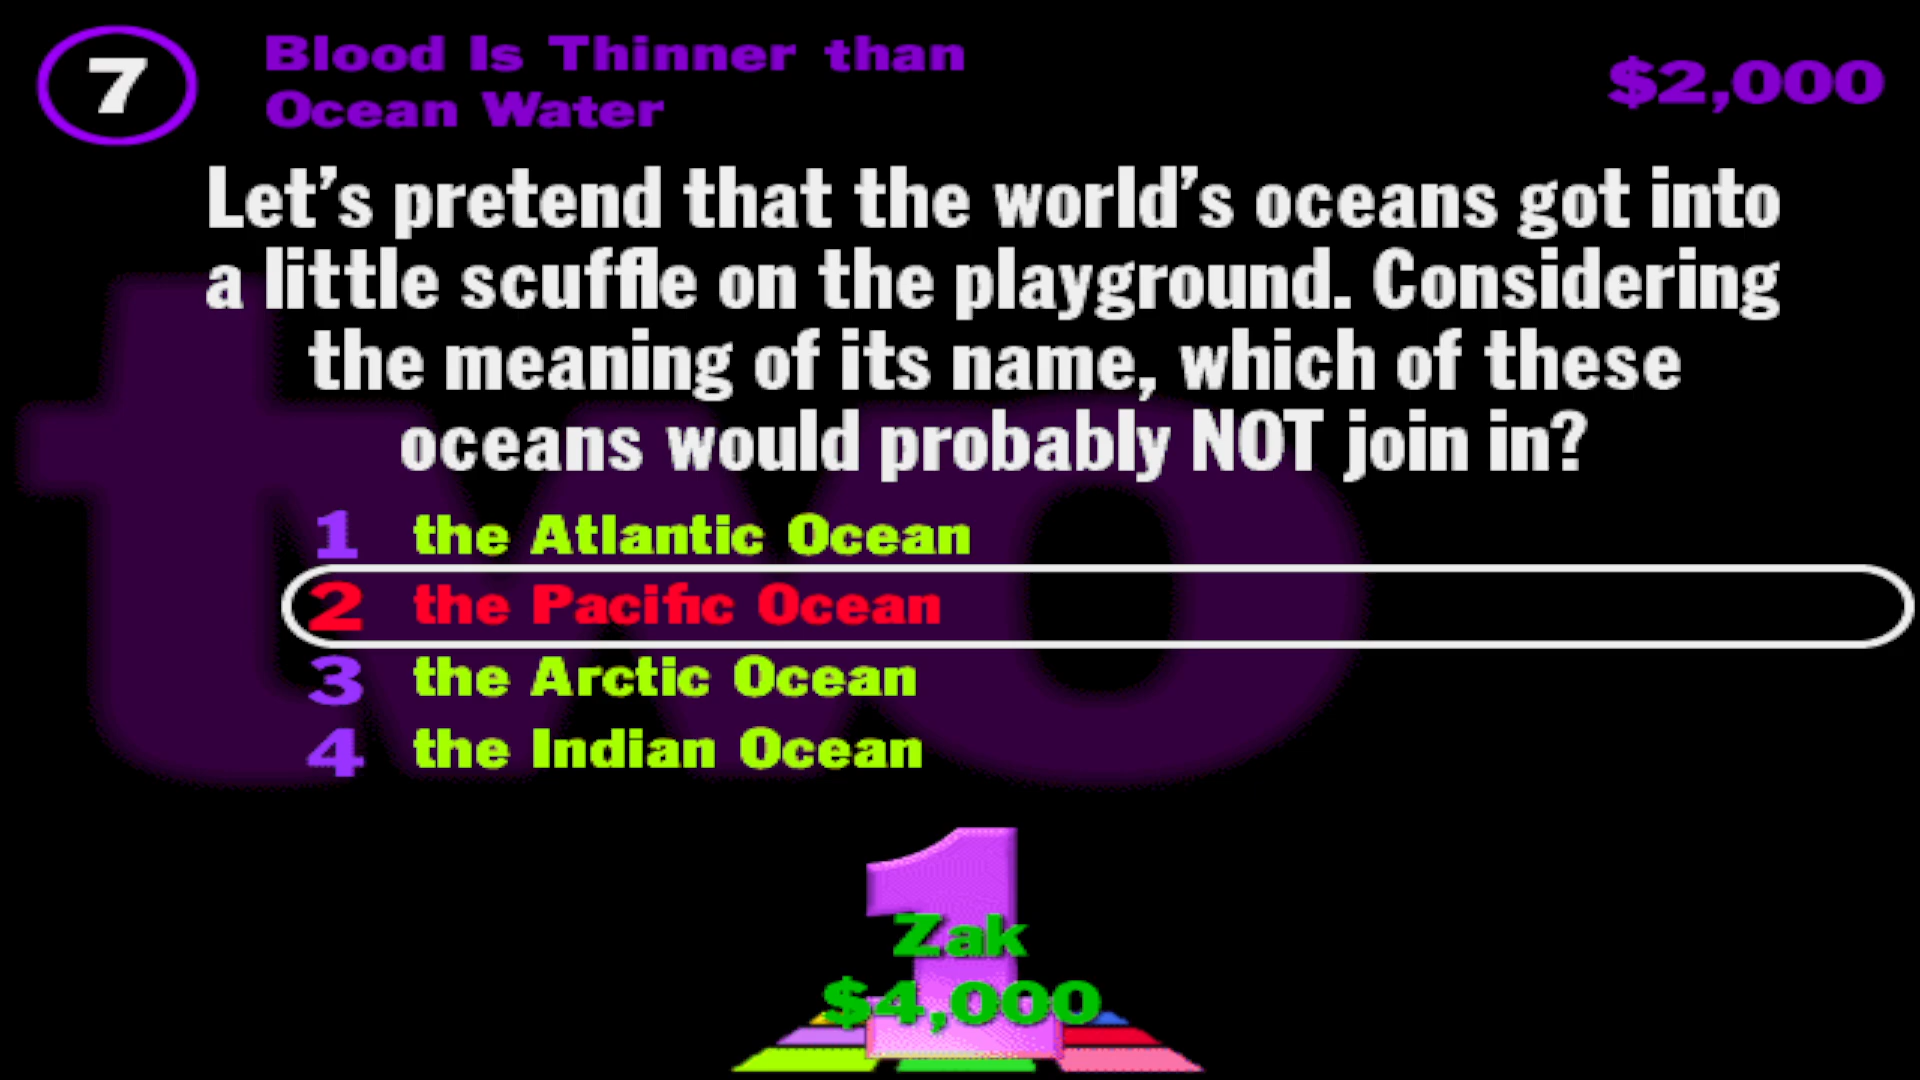 7
Blood Is Thinner than
Ocean Water
$2,000
Let's pretend that the world's oceans got into
a little scuffle on the playground. Considering
the meaning of its name, which of these
oceans would probably NOT join in?
two
1 the Atlantic Ocean
2 the Pacific Ocean
3 the Arctic Ocean
4 the Indian Ocean
1
Zak
$4,000